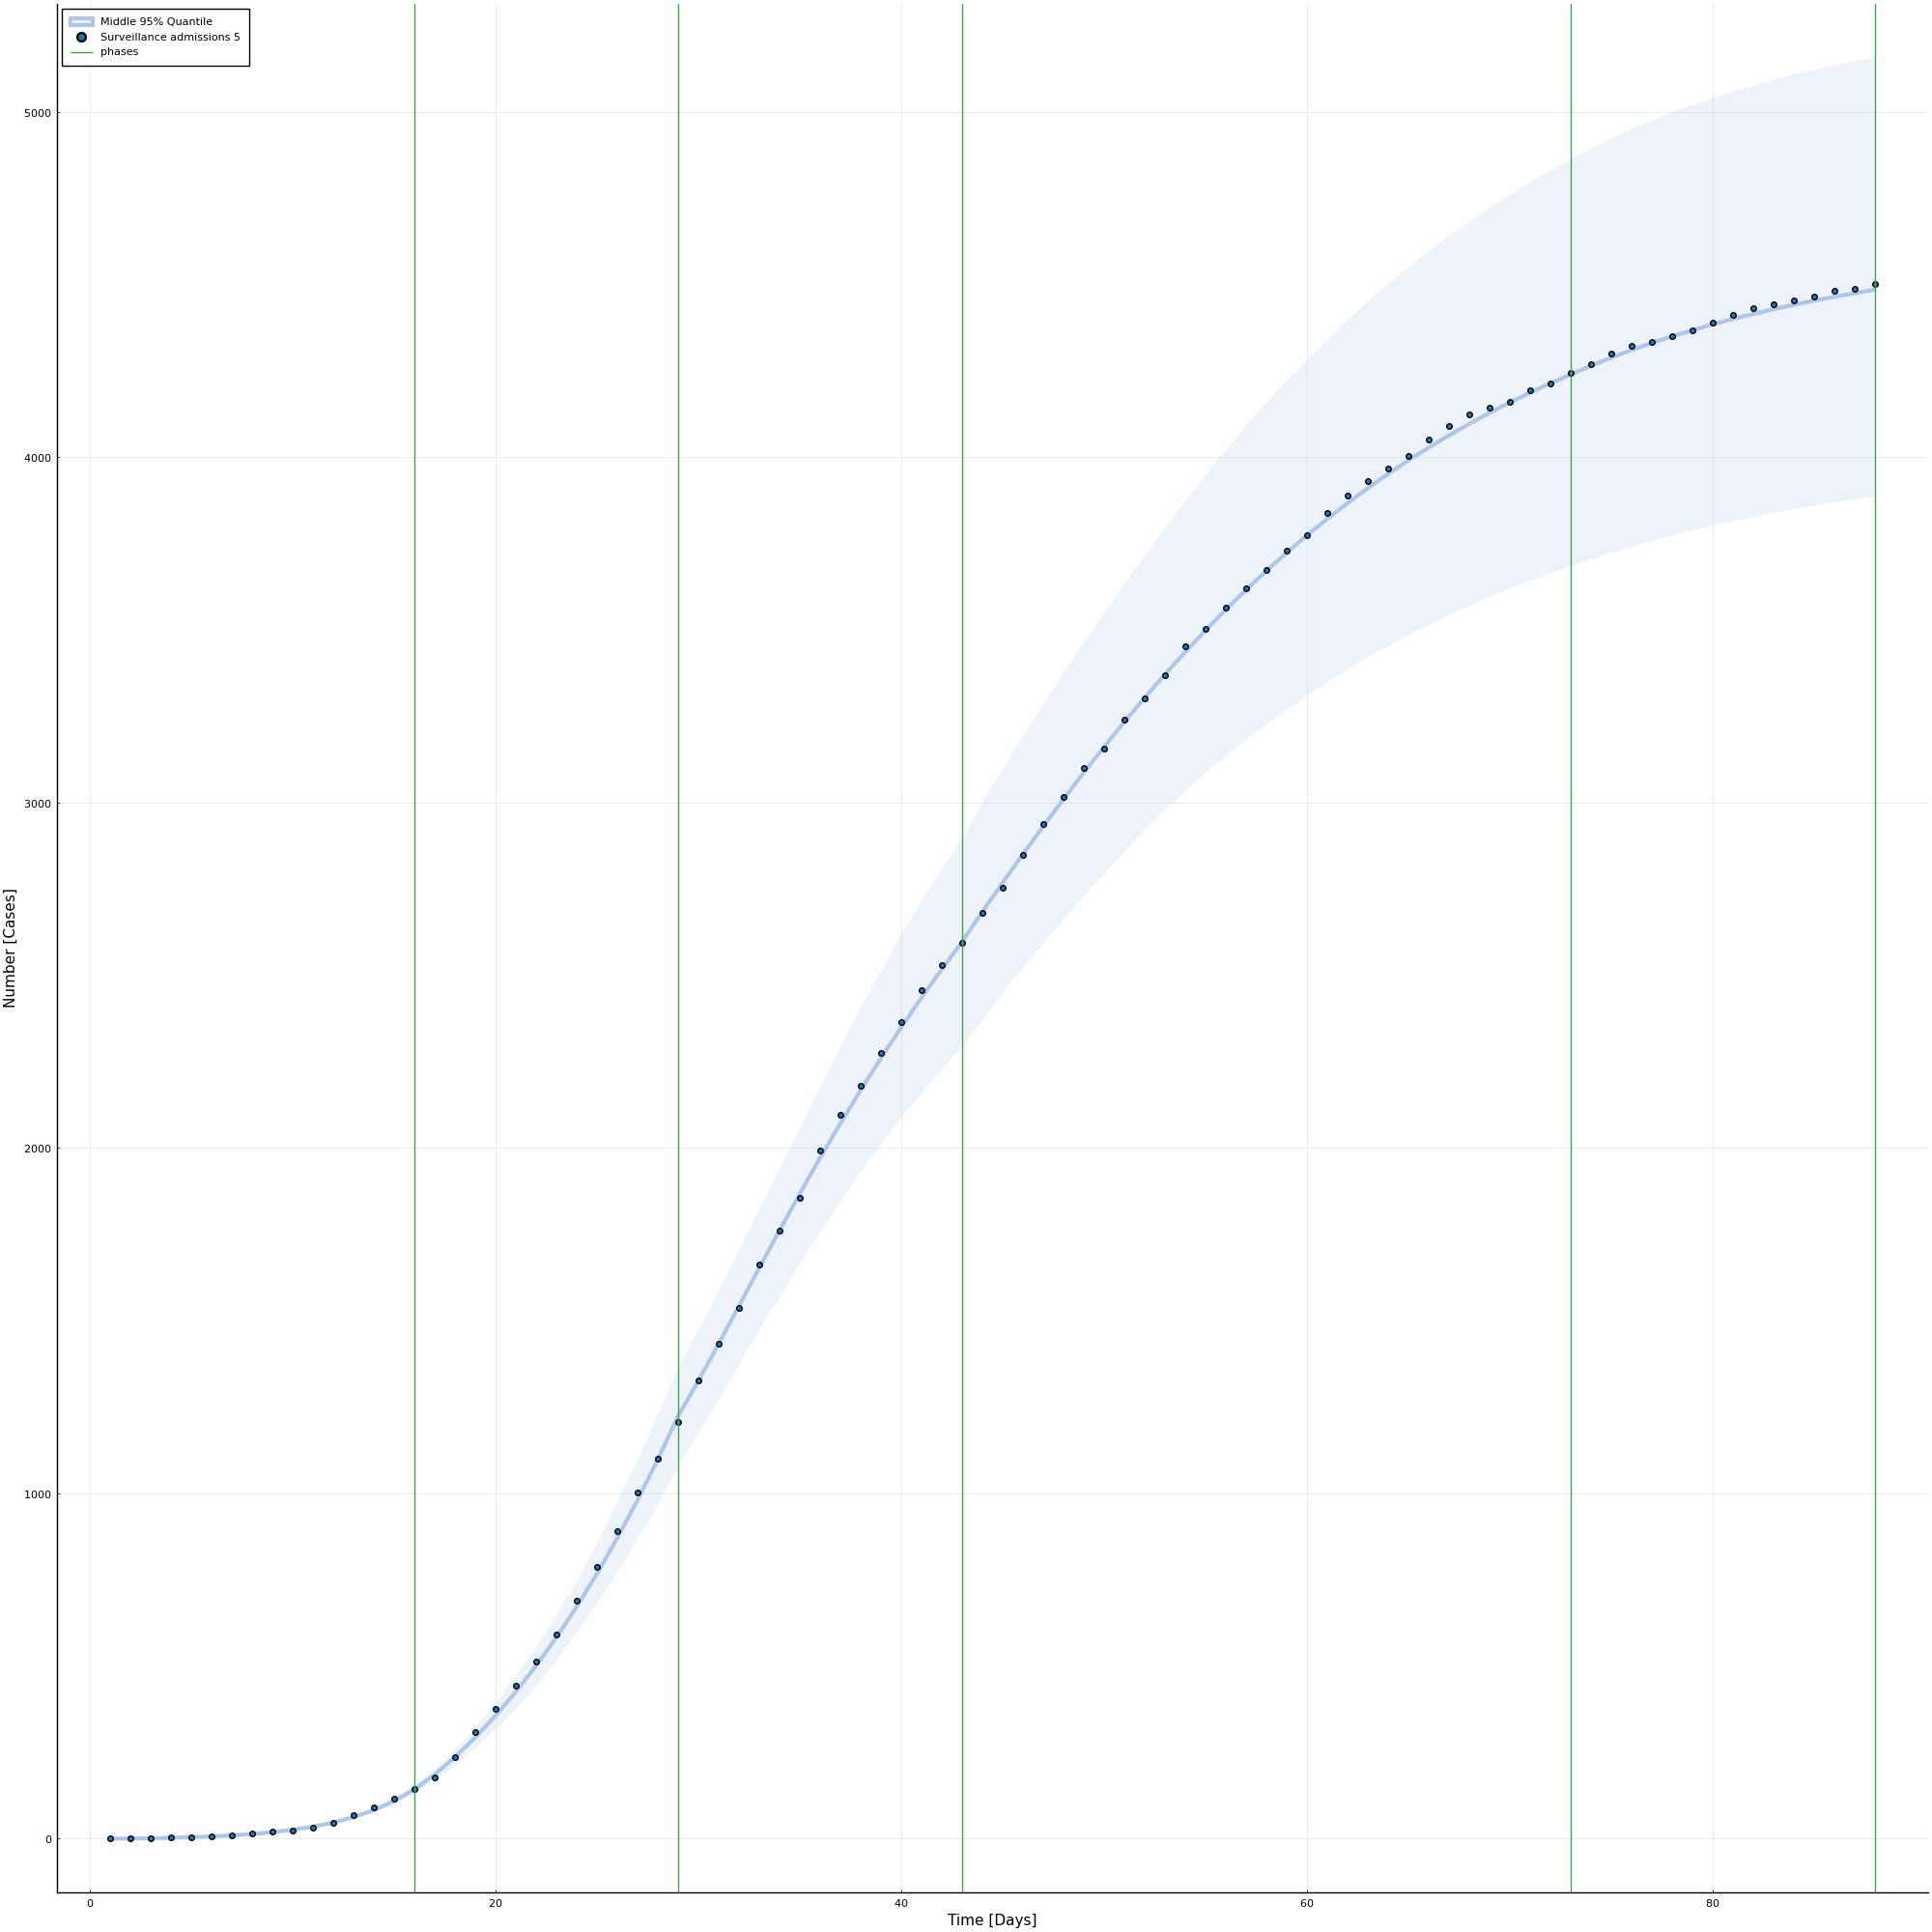 Middle 95% Quantile
Surveillance admissions 5
phases
5000
4000
3000
2000
1000
0
Number [Cases]
0 20 40 60 80
Time [Days]